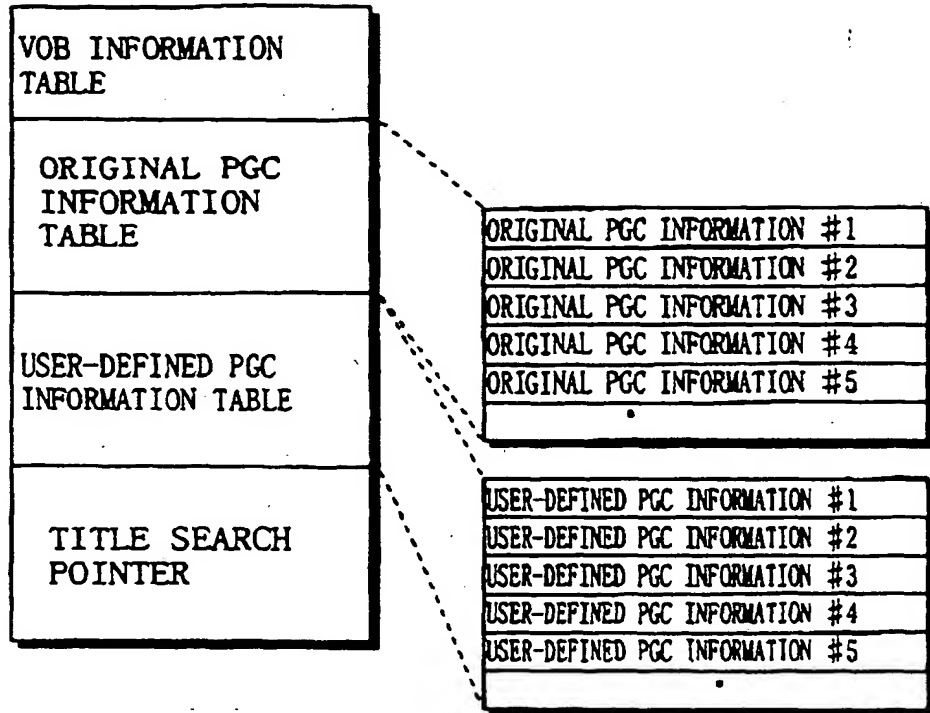 VOB INFORMATION
TABLE
ORIGINAL PGC
INFORMATION
TABLE
USER-DEFINED PGC
INFORMATION TABLE
TITLE SEARCH
POINTER
ORIGINAL PGC INFORMATION #1
ORIGINAL PGC INFORMATION #2
ORIGINAL PGC INFORMATION #3
ORIGINAL PGC INFORMATION #4
ORIGINAL PGC INFORMATION #5
USER-DEFINED PGC INFORMATION #1
USER-DEFINED PGC INFORMATION #2
USER-DEFINED PGC INFORMATION #3
USER-DEFINED PGC INFORMATION #4
USER-DEFINED PGC INFORMATION #5